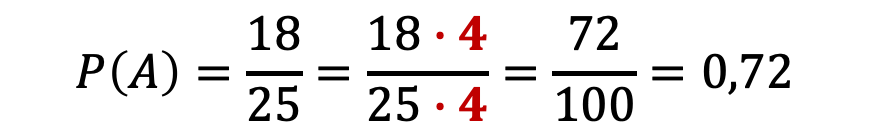 P(A) = 18/25 = 18 · 4/25 · 4 = 72/100 = 0,72